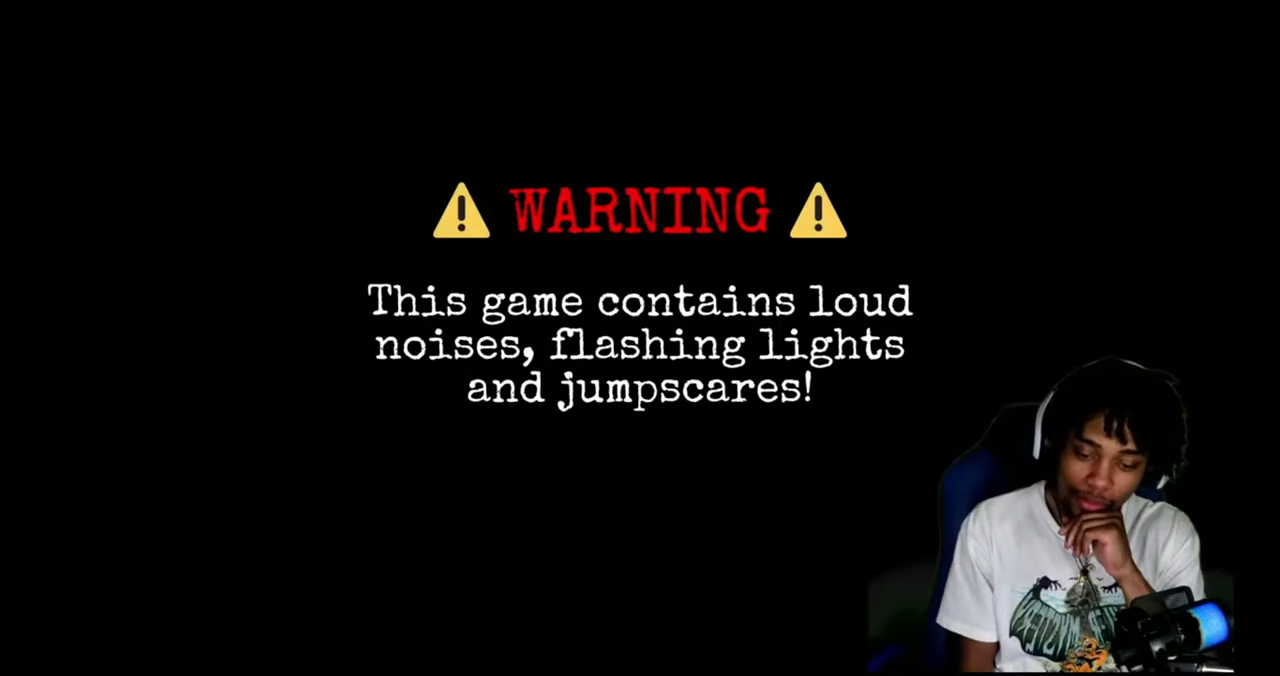 ⚠ WARNING ⚠
This game contains loud
noises, flashing lights
and jumpscares!